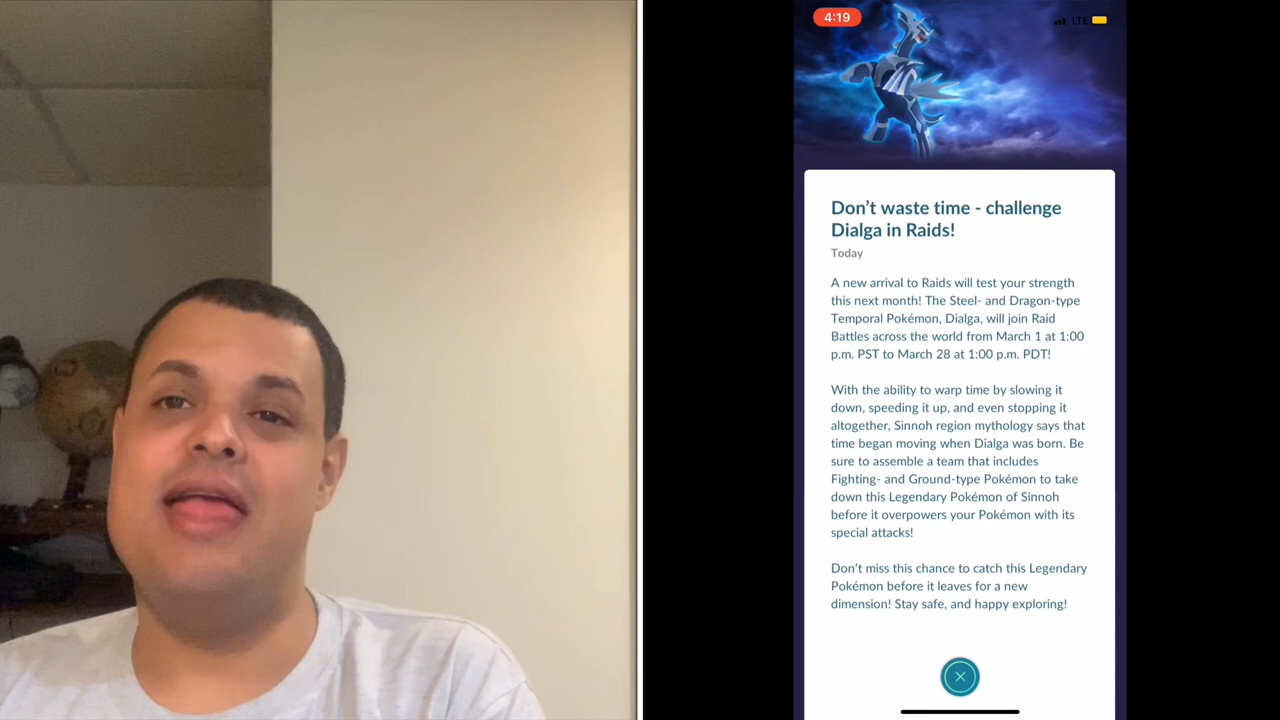 4:19
LTE
Don’t waste time - challenge
Dialga in Raids!
Today
A new arrival to Raids will test your strength
this next month! The Steel- and Dragon-type
Temporal Pokémon, Dialga, will join Raid
Battles across the world from March 1 at 1:00
p.m. PST to March 28 at 1:00 p.m. PDT!
With the ability to warp time by slowing it
down, speeding it up, and even stopping it
altogether, Sinnoh region mythology says that
time began moving when Dialga was born. Be
sure to assemble a team that includes
Fighting- and Ground-type Pokémon to take
down this Legendary Pokémon of Sinnoh
before it overpowers your Pokémon with its
special attacks!
Don’t miss this chance to catch this Legendary
Pokémon before it leaves for a new
dimension! Stay safe, and happy exploring!